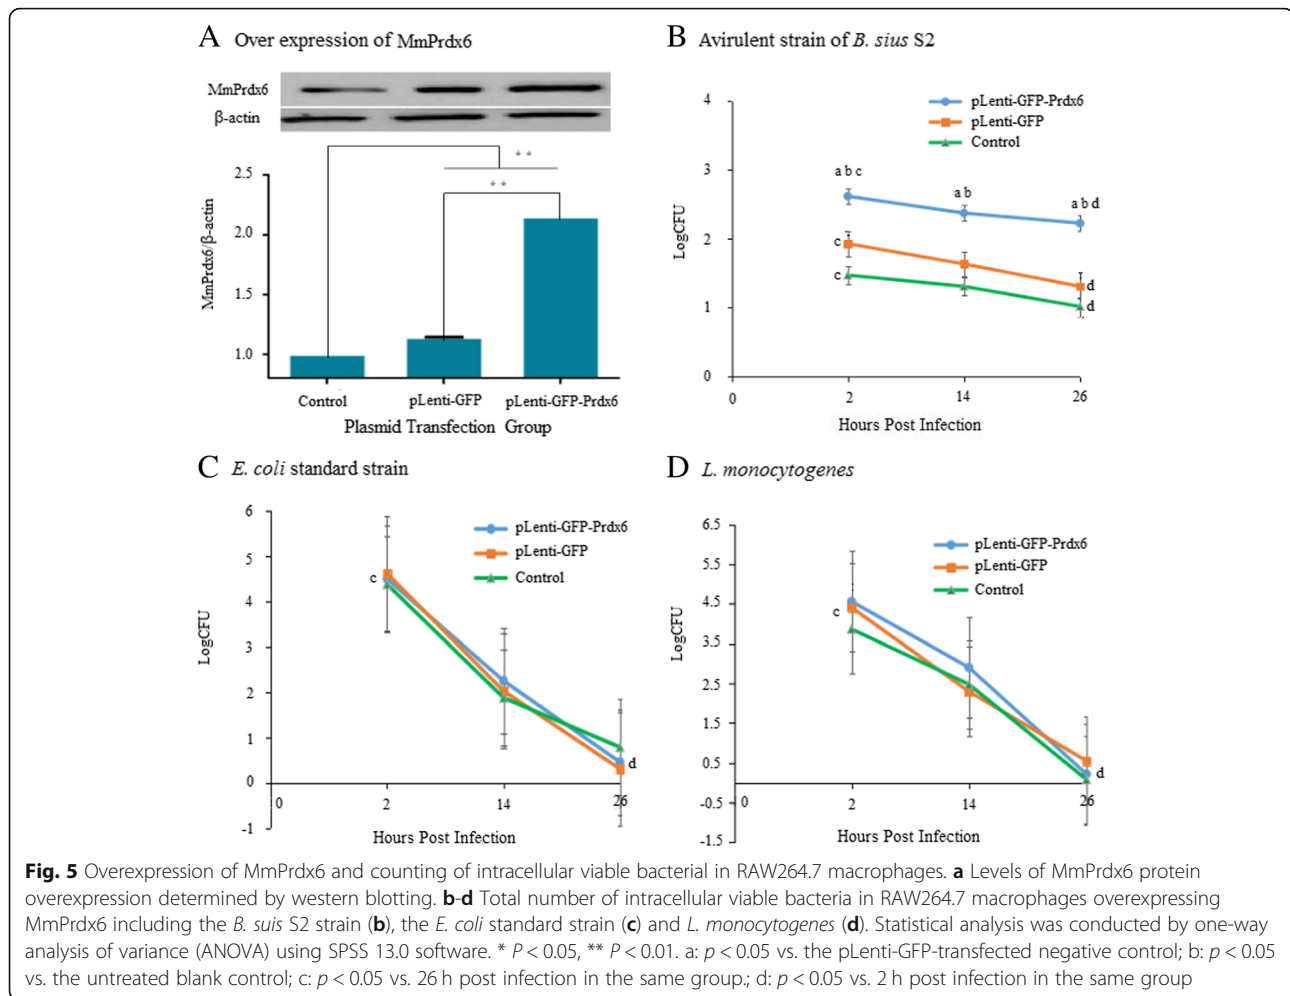 A Over expression of MmPrdx6
MmPrdx6
β-actin
**
**
2.5
2.0
1.5
1.0
MmPrdx6/β-actin
Control pLenti-GFP pLenti-GFP-Prdx6
Plasmid Transfection Group
B Avirulent strain of B. sius S2
pLenti-GFP-Prdx6
pLenti-GFP
Control
4
3
2
1
0
LogCFU
a b c
a b
a b d
c
c
d
d
0 2 14 26
Hours Post Infection
C E. coli standard strain
pLenti-GFP-Prdx6
pLenti-GFP
Control
6
5
4
3
2
1
0
-1
LogCFU
c
d
0 2 14 26
Hours Post Infection
D L. monocytogenes
pLenti-GFP-Prdx6
pLenti-GFP
Control
6.5
5.5
4.5
3.5
2.5
1.5
0.5
-0.5
-1.5
LogCFU
c
d
0 2 14 26
Hours Post Infection
Fig. 5 Overexpression of MmPrdx6 and counting of intracellular viable bacterial in RAW264.7 macrophages. a Levels of MmPrdx6 protein
overexpression determined by western blotting. b-d Total number of intracellular viable bacteria in RAW264.7 macrophages overexpressing
MmPrdx6 including the B. suis S2 strain (b), the E. coli standard strain (c) and L. monocytogenes (d). Statistical analysis was conducted by one-way
analysis of variance (ANOVA) using SPSS 13.0 software. * P < 0.05, ** P < 0.01. a: p < 0.05 vs. the pLenti-GFP-transfected negative control; b: p < 0.05
vs. the untreated blank control; c: p < 0.05 vs. 26 h post infection in the same group.; d: p < 0.05 vs. 2 h post infection in the same group